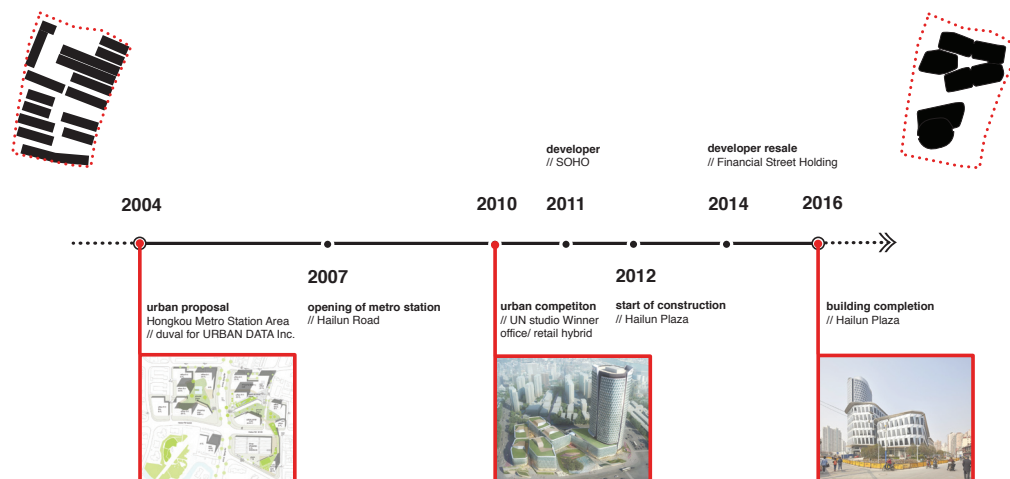 developer
// SOHO
developer resale
// Financial Street Holding
2004
2010
2011
2014
2016
2007
2012
urban proposal
Hongkou Metro Station Area
// duval for URBAN DATA Inc.
opening of metro station
// Hailun Road
urban competiton
// UN studio Winner
office/ retail hybrid
start of construction
// Hailun Plaza
building completion
// Hailun Plaza